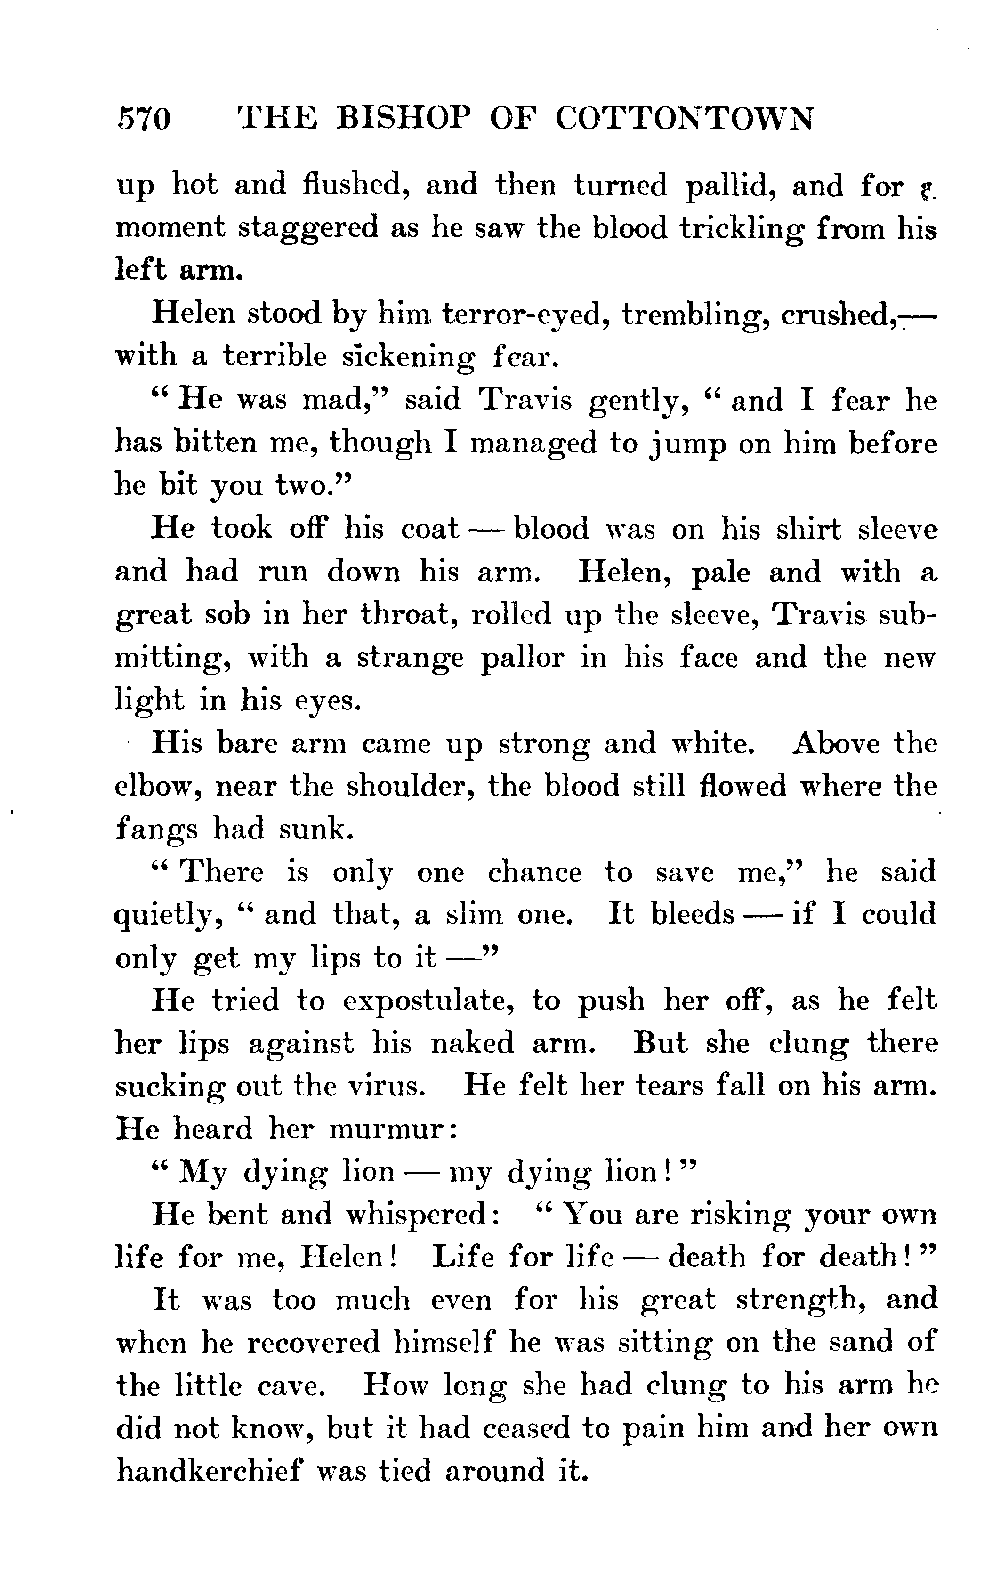 570 THE BISHOP OF COTTONTOWN
up hot and flushed, and then turned pallid, and for a
moment staggered as he saw the blood trickling from his
left arm.
Helen stood by him terror-eyed, trembling, crushed,—
with a terrible sickening fear.
“ He was mad,” said Travis gently, “ and I fear he
has bitten me, though I managed to jump on him before
he bit you two.”
He took off his coat — blood was on his shirt sleeve
and had run down his arm. Helen, pale and with a
great sob in her throat, rolled up the sleeve, Travis sub-
mitting, with a strange pallor in his face and the new
light in his eyes.
His bare arm came up strong and white. Above the
elbow, near the shoulder, the blood still flowed where the
fangs had sunk.
“ There is only one chance to save me,” he said
quietly, “ and that, a slim one. It bleeds — if I could
only get my lips to it —”
He tried to expostulate, to push her off, as he felt
her lips against his naked arm. But she clung there
sucking out the virus. He felt her tears fall on his arm.
He heard her murmur:
“ My dying lion — my dying lion! ”
He bent and whispered: “ You are risking your own
life for me, Helen! Life for life — death for death! ”
It was too much even for his great strength, and
when he recovered himself he was sitting on the sand of
the little cave. How long she had clung to his arm he
did not know, but it had ceased to pain him and her own
handkerchief was tied around it.